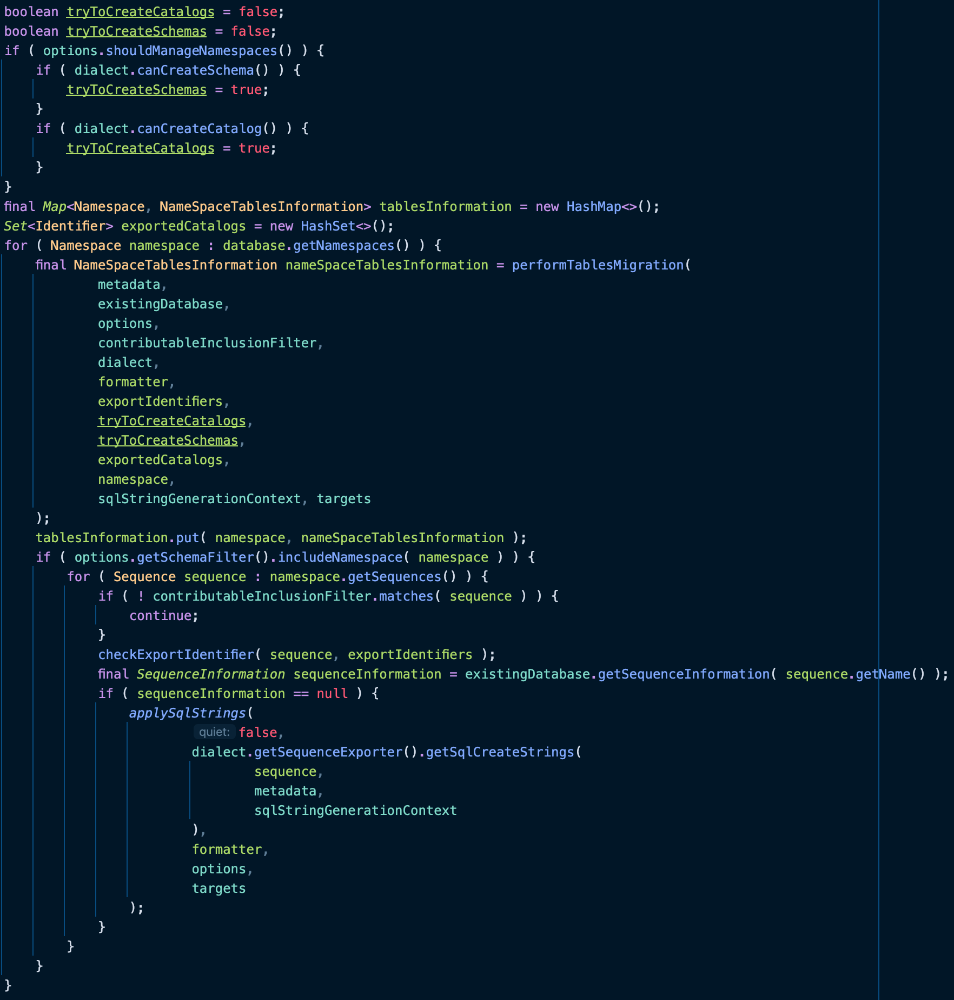 boolean tryToCreateCatalogs = false;
boolean tryToCreateSchemas = false;
if ( options.shouldManageNamespaces() ) {
    if ( dialect.canCreateSchema() ) {
        tryToCreateSchemas = true;
    }
    if ( dialect.canCreateCatalog() ) {
        tryToCreateCatalogs = true;
    }
}
final Map<Namespace, NameSpaceTablesInformation> tablesInformation = new HashMap<>();
Set<Identifier> exportedCatalogs = new HashSet<>();
for ( Namespace namespace : database.getNamespaces() ) {
    final NameSpaceTablesInformation nameSpaceTablesInformation = performTablesMigration(
            metadata,
            existingDatabase,
            options,
            contributableInclusionFilter,
            dialect,
            formatter,
            exportIdentifiers,
            tryToCreateCatalogs,
            tryToCreateSchemas,
            exportedCatalogs,
            namespace,
            sqlStringGenerationContext, targets
    );
    tablesInformation.put( namespace, nameSpaceTablesInformation );
    if ( options.getSchemaFilter().includeNamespace( namespace ) ) {
        for ( Sequence sequence : namespace.getSequences() ) {
            if ( ! contributableInclusionFilter.matches( sequence ) ) {
                continue;
            }
            checkExportIdentifier( sequence, exportIdentifiers );
            final SequenceInformation sequenceInformation = existingDatabase.getSequenceInformation( sequence.getName() );
            if ( sequenceInformation == null ) {
                applySqlStrings(
                        quiet: false,
                        dialect.getSequenceExporter().getSqlCreateStrings(
                                sequence,
                                metadata,
                                sqlStringGenerationContext
                        ),
                        formatter,
                        options,
                        targets
                );
            }
        }
    }
}